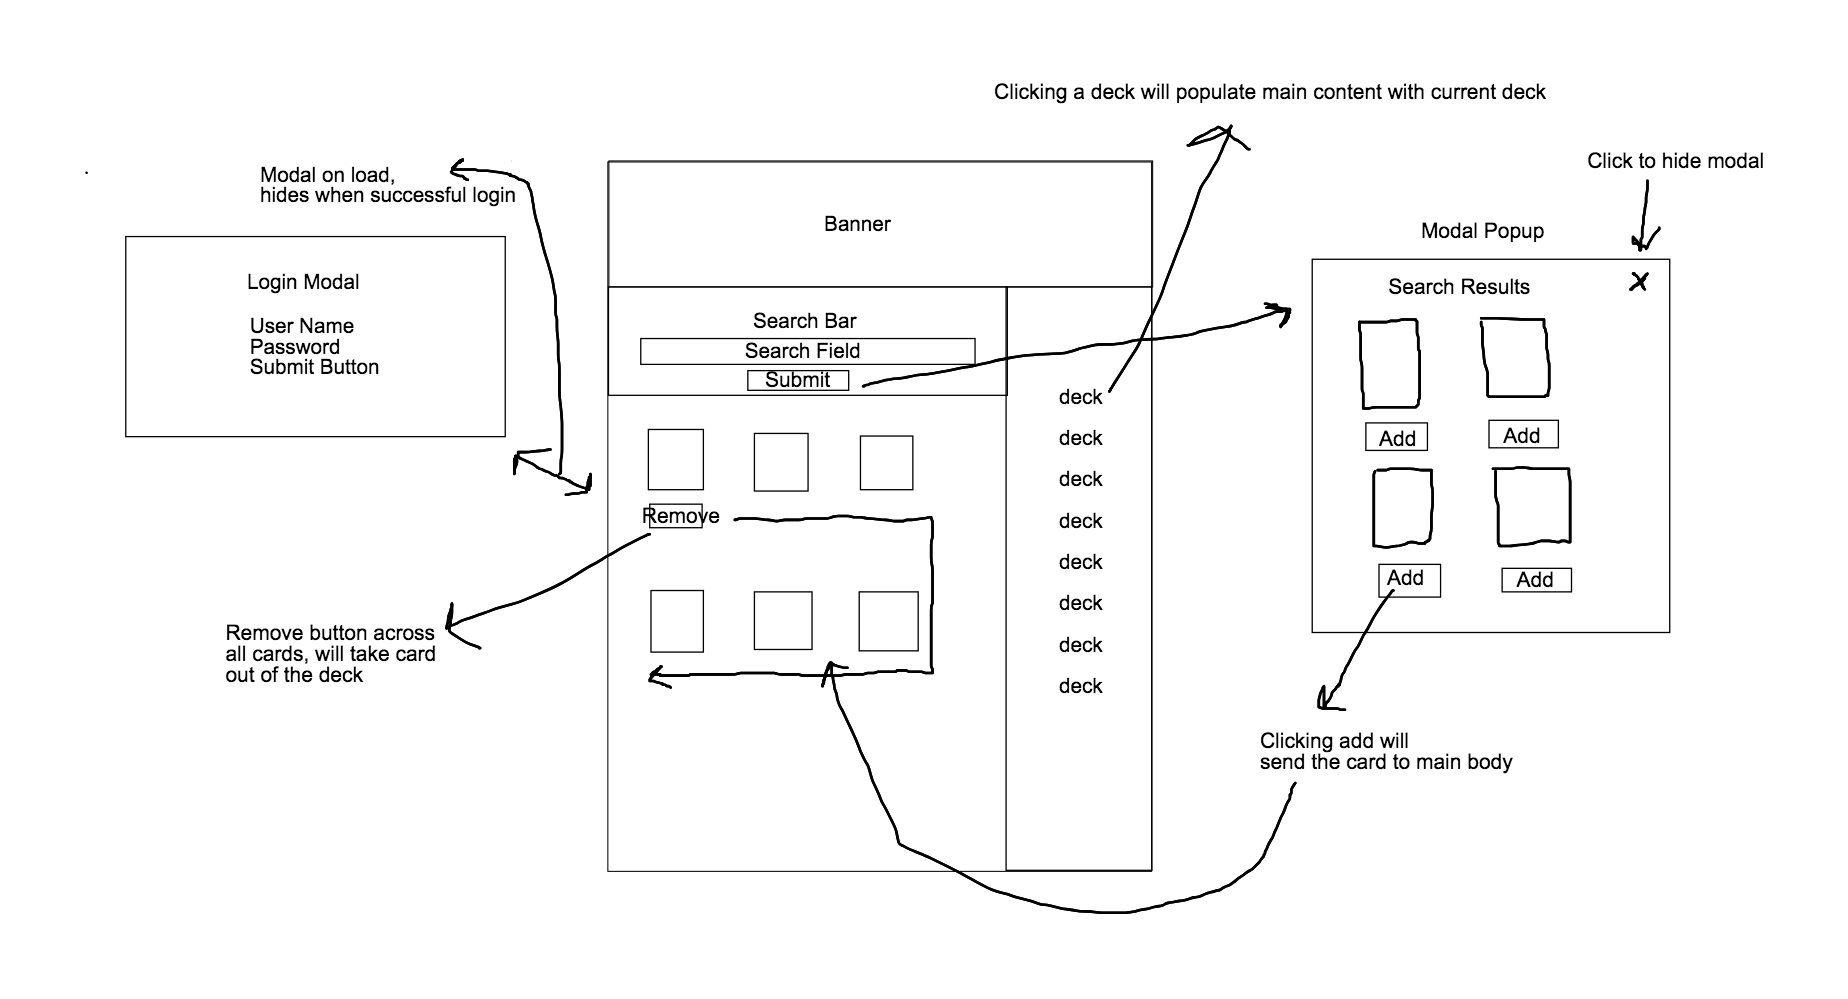 Clicking a deck will populate main content with current deck
Modal on load,
hides when successful login
Login Modal
User Name
Password
Submit Button
Banner
Search Bar
Search Field
Submit
Remove
Remove button across
all cards, will take card
out of the deck
deck
deck
deck
deck
deck
deck
deck
deck
Click to hide modal
Modal Popup
Search Results
X
Add
Add
Add
Add
Clicking add will
send the card to main body